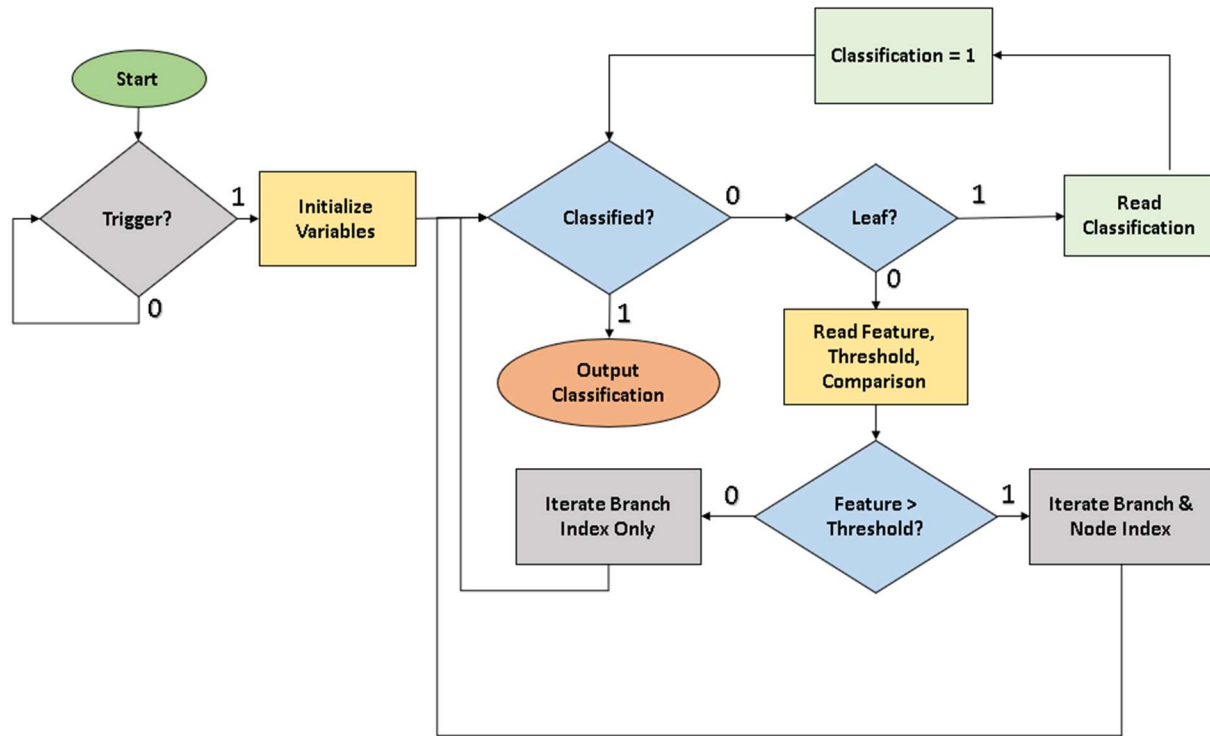 Start
Classification = 1
Trigger?
1
0
Initialize
Variables
Classified?
0
1
Leaf?
1
0
Read
Classification
Output
Classification
Read Feature,
Threshold,
Comparison
Feature >
Threshold?
0
1
Iterate Branch
Index Only
Iterate Branch &
Node Index